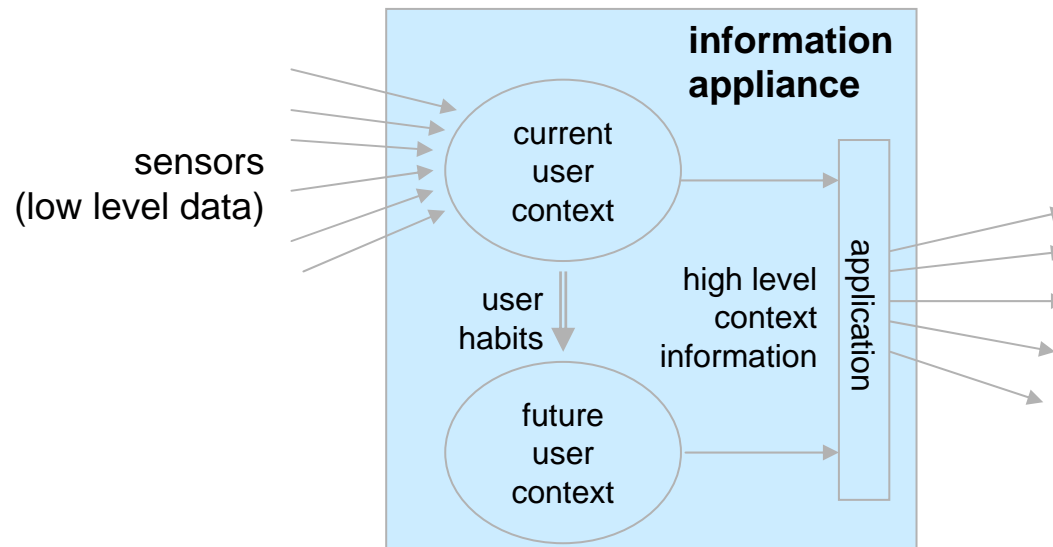 information
appliance
sensors
(low level data)
current
user
context
user
habits
high level
context
information
application
future
user
context